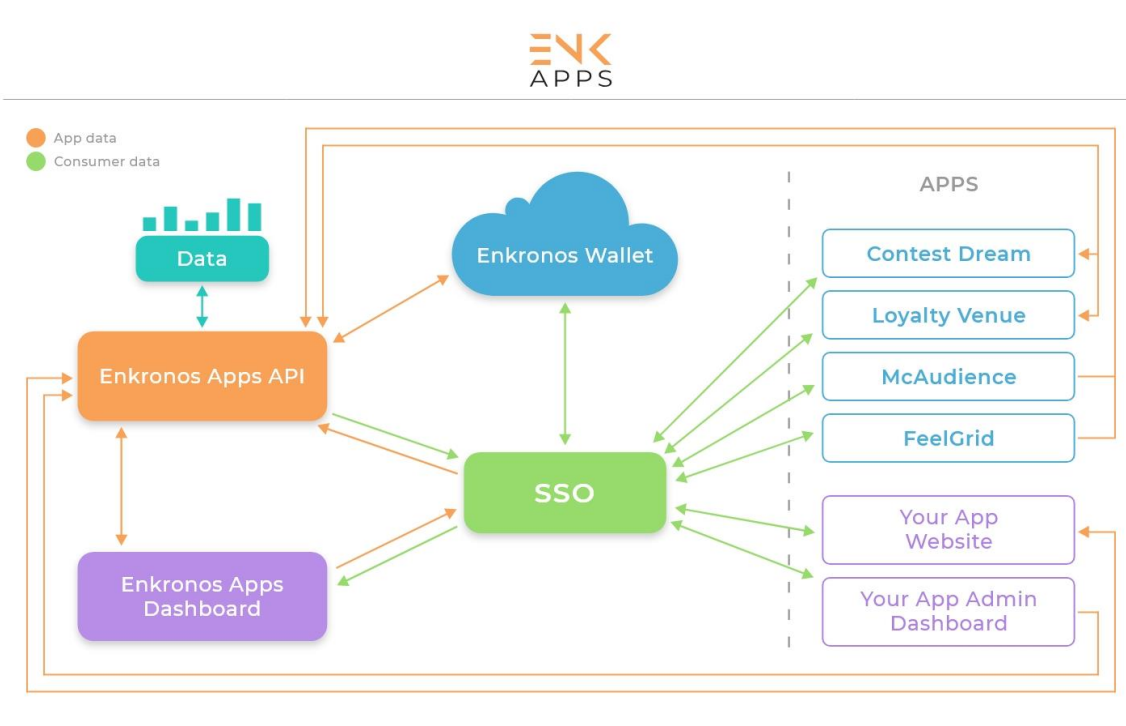 ENK
APPS
App data
Consumer data
APPS
Data
Enkronos Wallet
Contest Dream
Loyalty Venue
Enkronos Apps API
McAudience
FeelGrid
SSO
Your App
Website
Enkronos Apps
Dashboard
Your App Admin
Dashboard